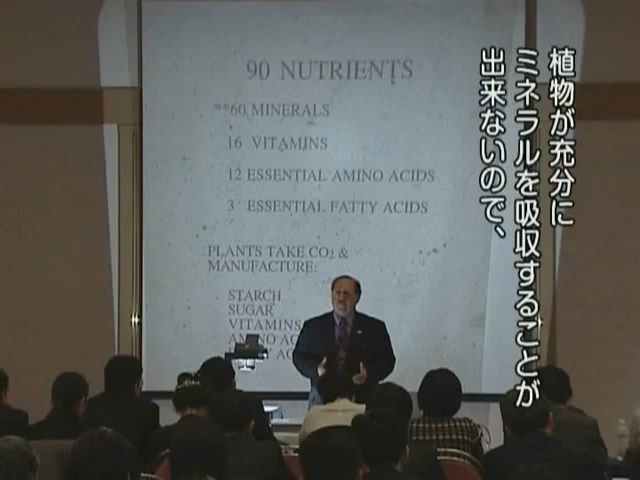 90 NUTRIENTS
**60 MINERALS
16 VITAMINS
12 ESSENTIAL AMINO ACIDS
3 ESSENTIAL FATTY ACIDS
PLANTS TAKE CO2 &
MANUFACTURE:
STARCH
SUGAR
VITAMINS
植物が充分に
ミネラルを吸収することが
出来ないので、